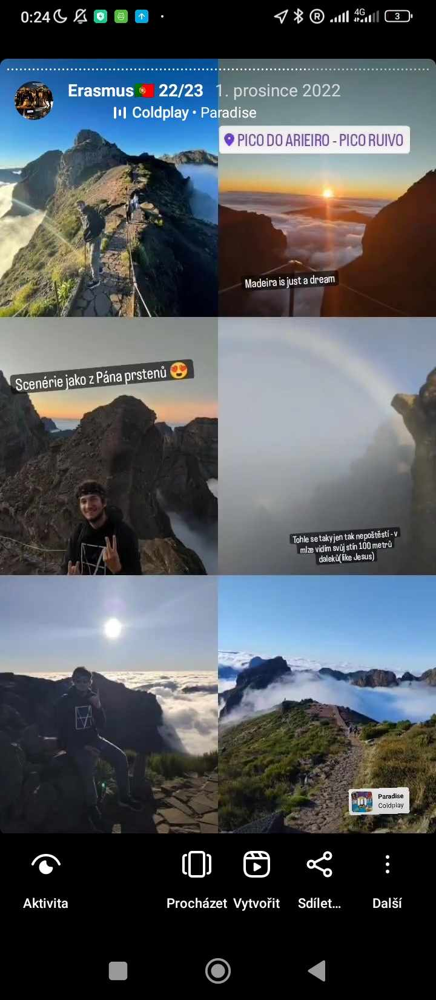 0:24
4G
3
Erasmus🇵🇹 22/23 1. prosince 2022
Coldplay • Paradise
PICO DO ARIEIRO - PICO RUIVO
Madeira is just a dream
Scenérie jako z Pána prstenů 😍
Tohle se taky jen tak nepoštěstí - v
mlze vidím svůj stín 100 metrů
daleků(like Jesus)
Paradise
Coldplay
Aktivita
Procházet
Vytvořit
Sdílet...
Další